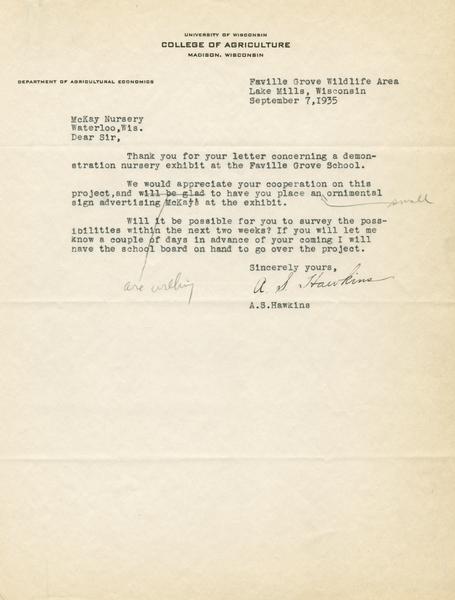 UNIVERSITY OF WISCONSIN
COLLEGE OF AGRICULTURE
MADISON, WISCONSIN
DEPARTMENT OF AGRICULTURAL ECONOMICS
Faville Grove Wildlife Area
Lake Mills, Wisconsin
September 7,1935
McKay Nursery
Waterloo,Wis.
Dear Sir,
Thank you for your letter concerning a demon-
stration nursery exhibit at the Faville Grove School.
We would appreciate your cooperation on this
project,and will be glad to have you place an ornimental
sign advertising McKays at the exhibit.
small
Will it be possible for you to survey the poss-
ibilities within the next two weeks? If you will let me
know a couple of days in advance of your coming I will
have the school board on hand to go over the project.
Sincerely yours,
are willing
A S Hawkins
A.S.Hawkins